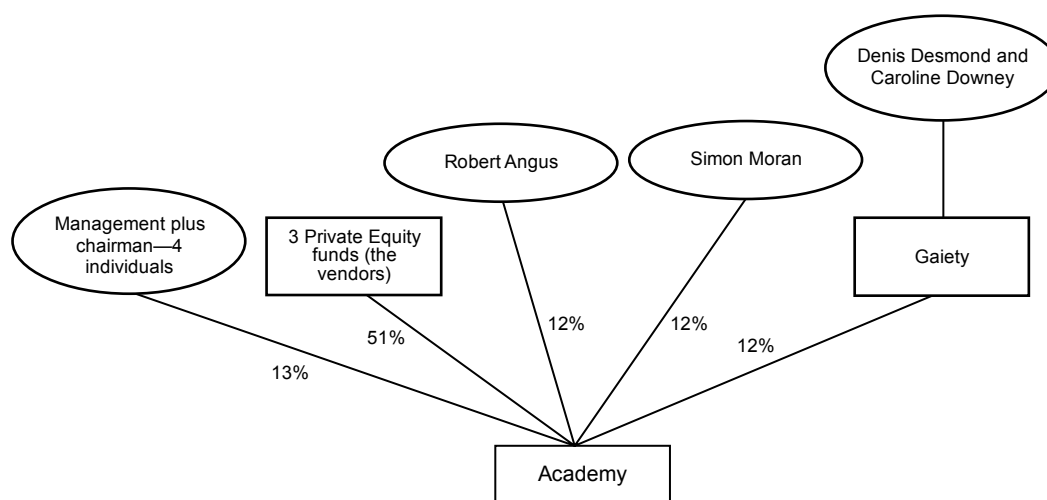 Denis Desmond and
Caroline Downey
Robert Angus
Simon Moran
Management plus
chairman—4
individuals
3 Private Equity
funds (the
vendors)
Gaiety
13%
51%
12%
12%
12%
Academy